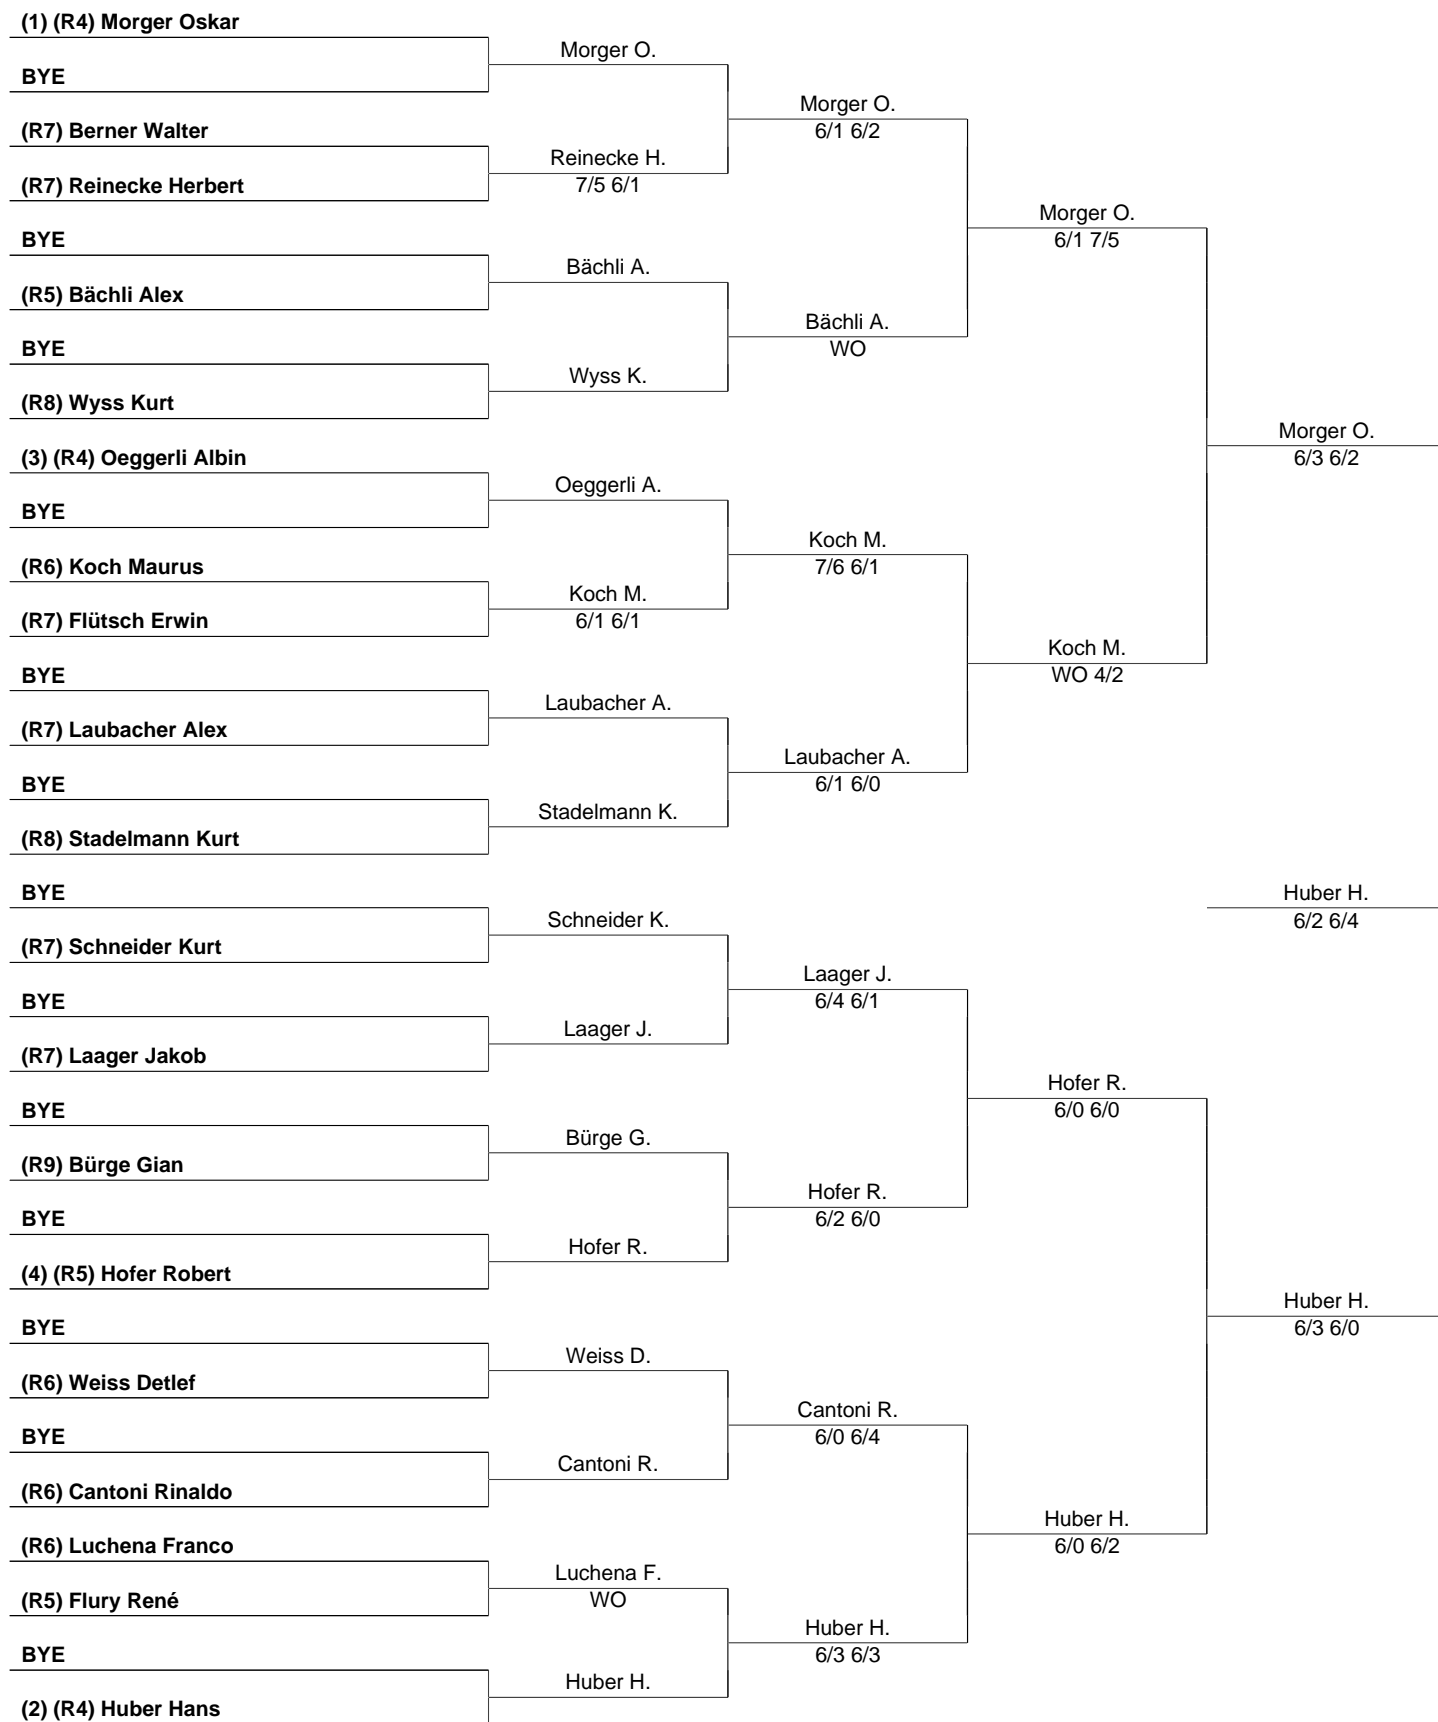 (1) (R4) Morger Oskar
BYE
(R7) Berner Walter
(R7) Reinecke Herbert
BYE
(R5) Bächli Alex
BYE
(R8) Wyss Kurt
(3) (R4) Oeggerli Albin
BYE
(R6) Koch Maurus
(R7) Flütsch Erwin
BYE
(R7) Laubacher Alex
BYE
(R8) Stadelmann Kurt
BYE
(R7) Schneider Kurt
BYE
(R7) Laager Jakob
BYE
(R9) Bürge Gian
BYE
(4) (R5) Hofer Robert
BYE
(R6) Weiss Detlef
BYE
(R6) Cantoni Rinaldo
(R6) Luchena Franco
(R5) Flury René
BYE
(2) (R4) Huber Hans
Morger O.
Reinecke H.
7/5 6/1
Bächli A.
Wyss K.
Oeggerli A.
Koch M.
6/1 6/1
Laubacher A.
Stadelmann K.
Schneider K.
Laager J.
Bürge G.
Hofer R.
Weiss D.
Cantoni R.
Luchena F.
WO
Huber H.
Morger O.
6/1 6/2
Bächli A.
WO
Koch M.
7/6 6/1
Laubacher A.
6/1 6/0
Laager J.
6/4 6/1
Hofer R.
6/2 6/0
Cantoni R.
6/0 6/4
Huber H.
6/3 6/3
Morger O.
6/1 7/5
Koch M.
WO 4/2
Hofer R.
6/0 6/0
Huber H.
6/0 6/2
Morger O.
6/3 6/2
Huber H.
6/2 6/4
Huber H.
6/3 6/0